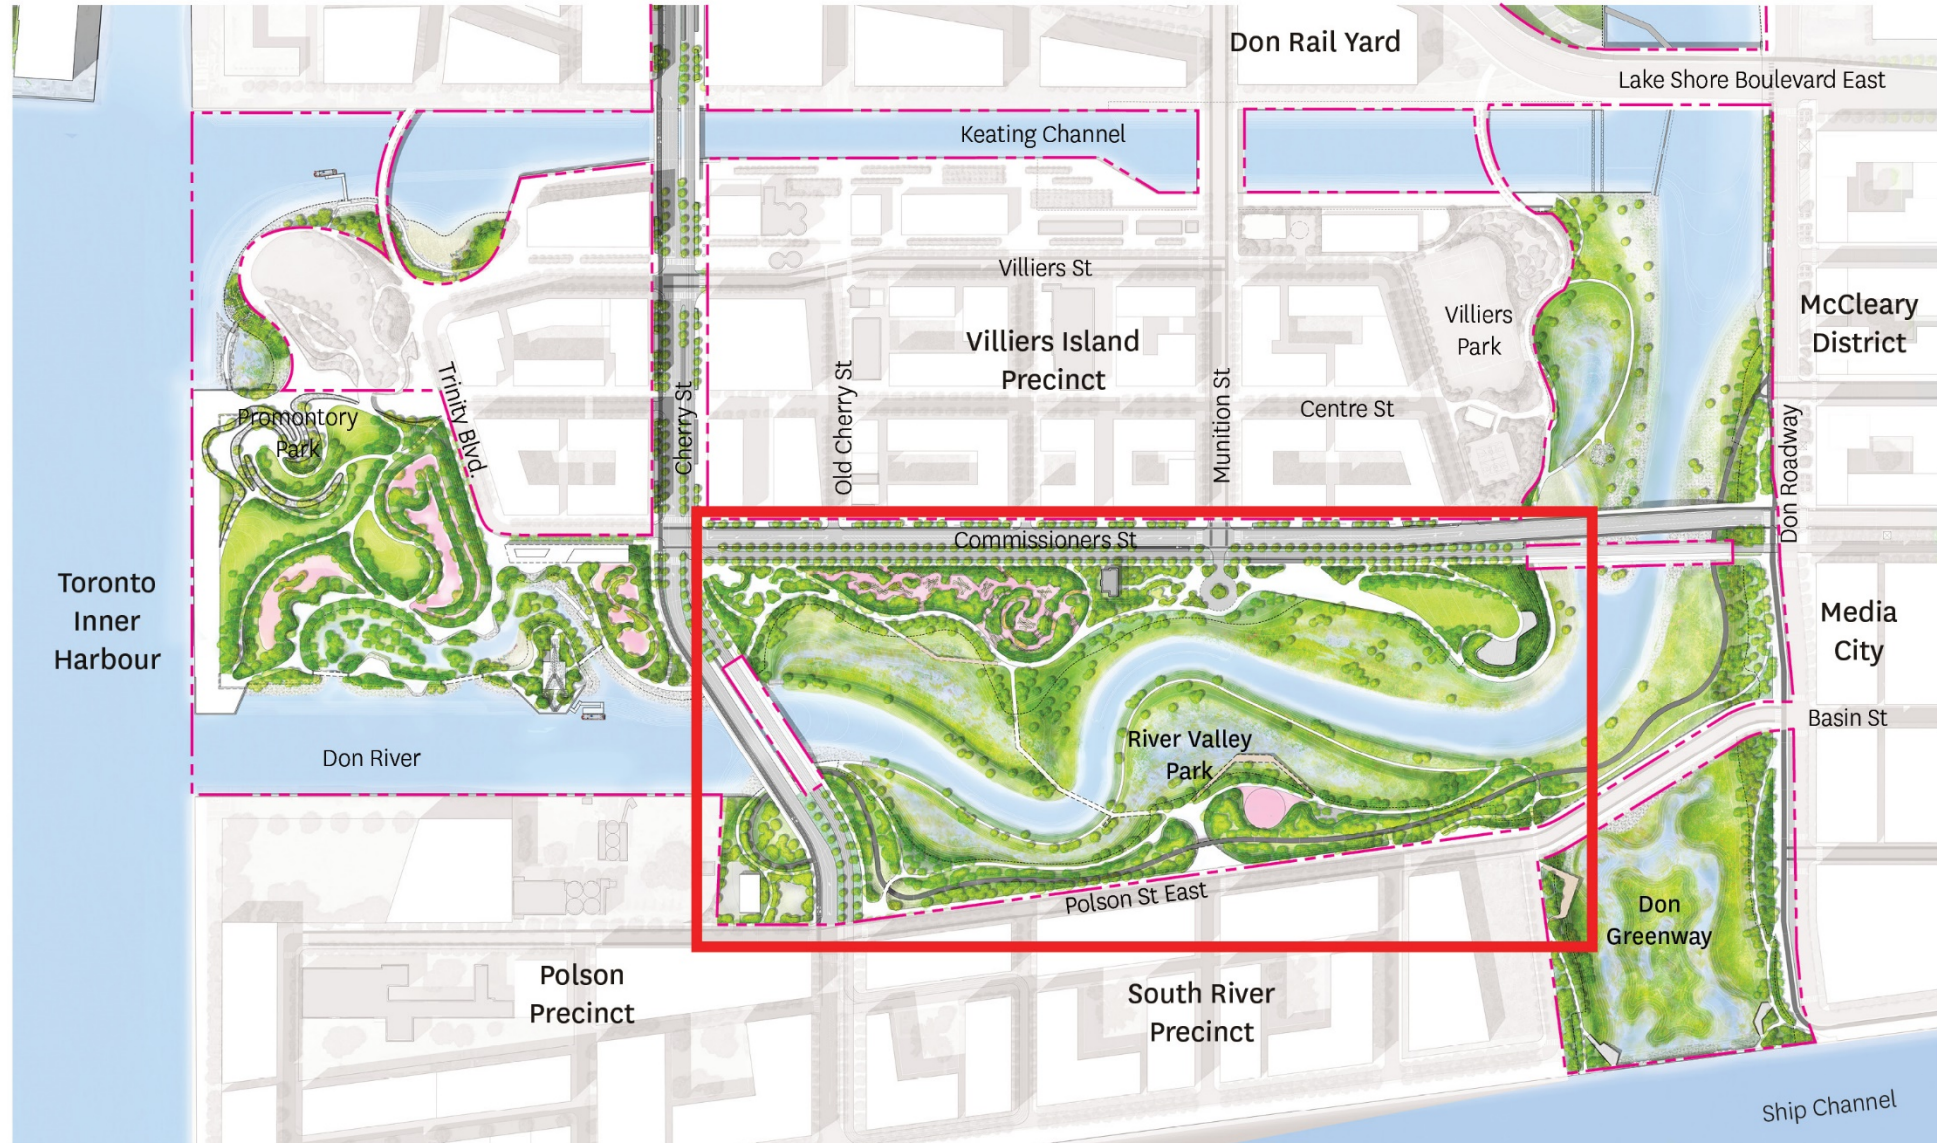 Don Rail Yard
Lake Shore Boulevard East
Keating Channel
Villiers St
Villiers
Park
McCleary
District
Villiers Island
Precinct
Trinity Blvd.
Cherry St
Old Cherry St
Munition St
Centre St
Don Roadway
Promontory
Park
Commissioners St
Toronto
Inner
Harbour
Media
City
Basin St
River Valley
Park
Don River
Polson St East
Don
Greenway
Polson
Precinct
South River
Precinct
Ship Channel